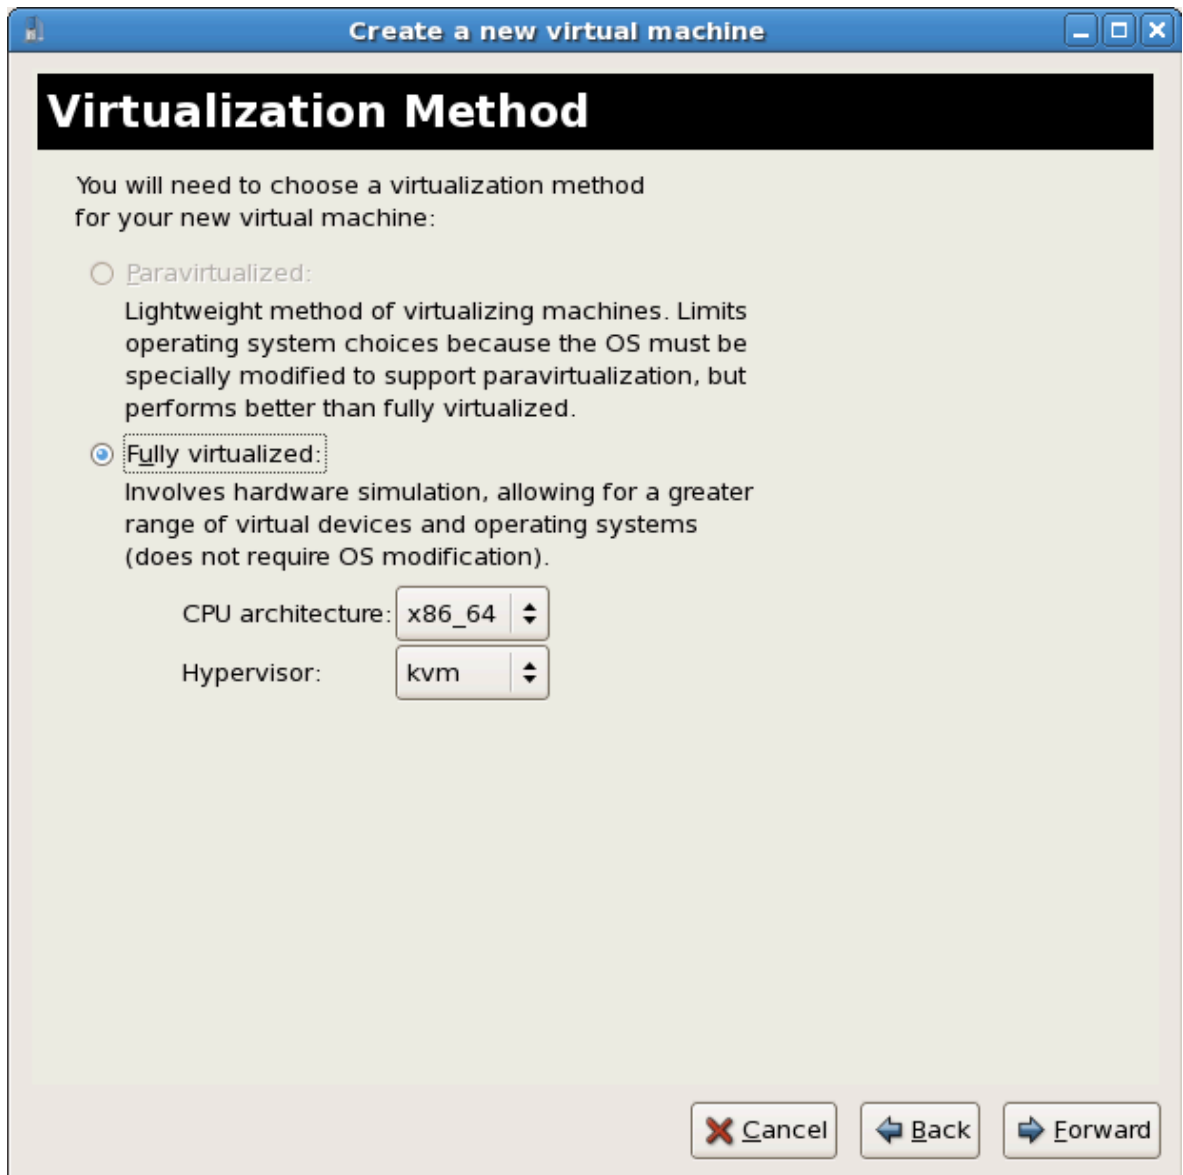 Create a new virtual machine
Virtualization Method
You will need to choose a virtualization method
for your new virtual machine:
Paravirtualized:
Lightweight method of virtualizing machines. Limits
operating system choices because the OS must be
specially modified to support paravirtualization, but
performs better than fully virtualized.
Fully virtualized:
Involves hardware simulation, allowing for a greater
range of virtual devices and operating systems
(does not require OS modification).
CPU architecture: x86_64
Hypervisor: kvm
Cancel Back Forward